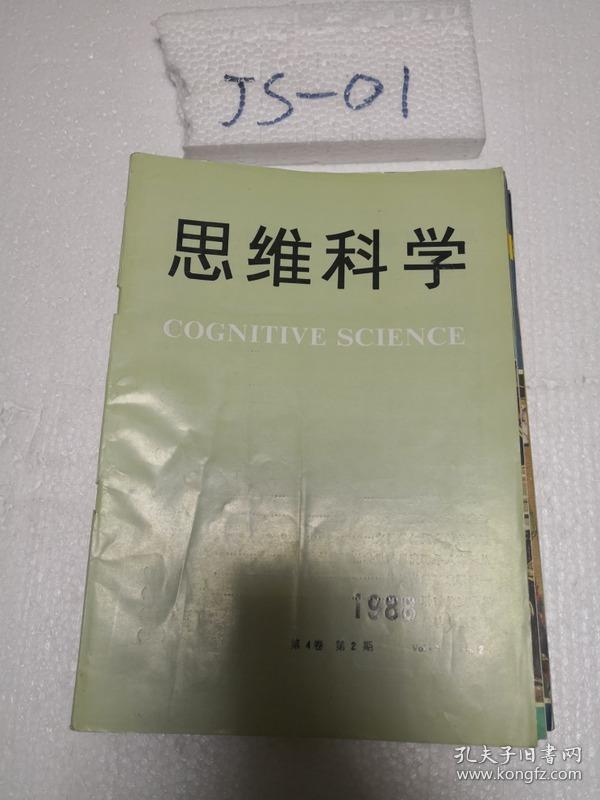 JS-01
思维科学
COGNITIVE SCIENCE
1988
第4卷 第2期
孔夫子旧书网
www.kongfz.com